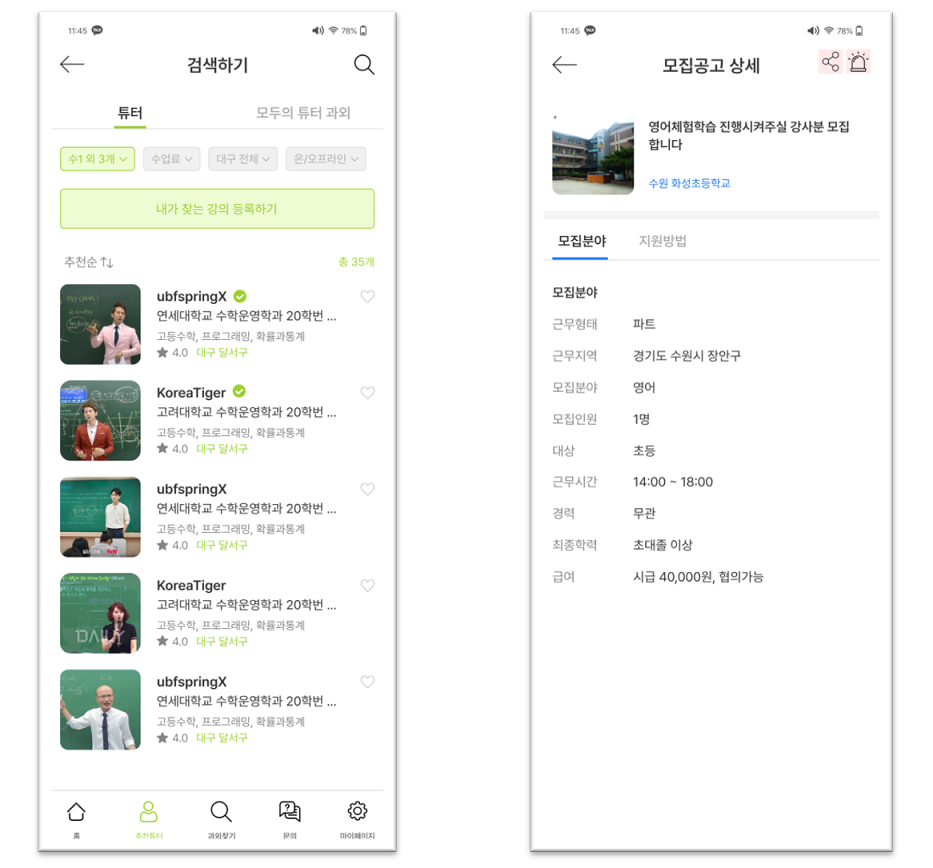 11:45
78%
검색하기
튜터
모두의 튜터 과외
수1 외 3개
수업료
대구 전체
온/오프라인
내가 찾는 강의 등록하기
추천순
총 35개
ubfspringX
연세대학교 수학운영학과 20학번 ...
고등수학, 프로그래밍, 확률과통계
4.0 대구 달서구
KoreaTiger
고려대학교 수학운영학과 20학번 ...
고등수학, 프로그래밍, 확률과통계
4.0 대구 달서구
ubfspringX
연세대학교 수학운영학과 20학번 ...
고등수학, 프로그래밍, 확률과통계
4.0 대구 달서구
KoreaTiger
고려대학교 수학운영학과 20학번 ...
고등수학, 프로그래밍, 확률과통계
4.0 대구 달서구
ubfspringX
연세대학교 수학운영학과 20학번 ...
고등수학, 프로그래밍, 확률과통계
4.0 대구 달서구
홈
추천튜터
과외찾기
문의
마이페이지
11:45
78%
모집공고 상세
영어체험학습 진행시켜주실 강사분 모집
합니다
수원 화성초등학교
모집분야
지원방법
모집분야
근무형태 파트
근무지역 경기도 수원시 장안구
모집분야 영어
모집인원 1명
대상 초등
근무시간 14:00 ~ 18:00
경력 무관
최종학력 초대졸 이상
급여 시급 40,000원, 협의가능